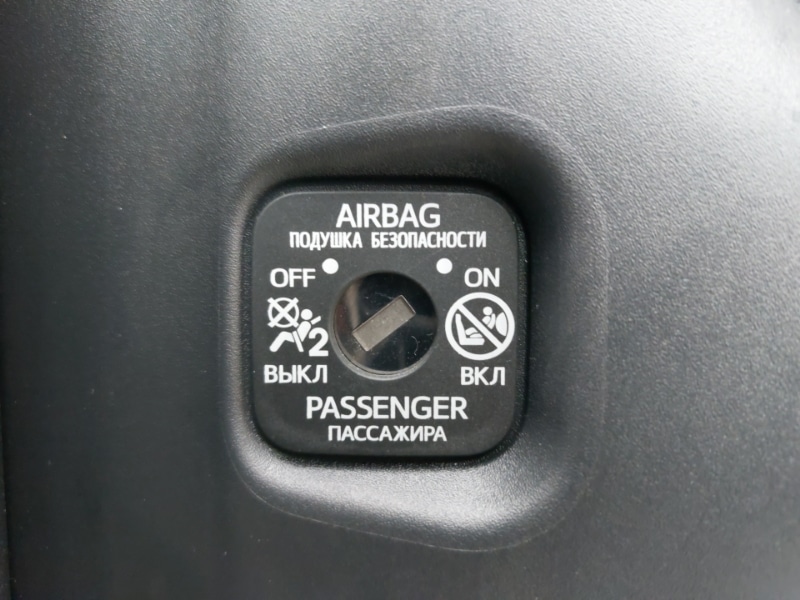 AIRBAG
ПОДУШКА БЕЗОПАСНОСТИ
OFF ON
2
ВЫКЛ ВКЛ
PASSENGER
ПАССАЖИРА